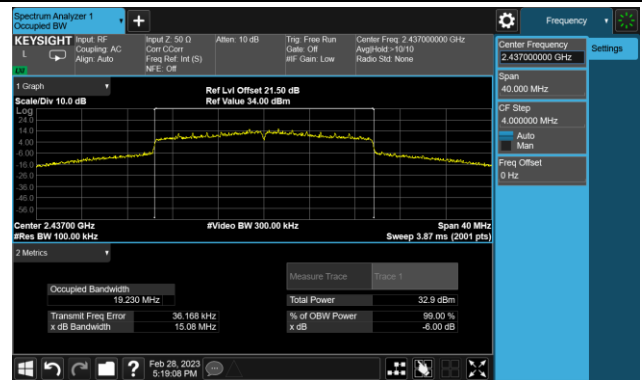 Spectrum Analyzer 1
Occupied BW
Frequency
KEYSIGHT
L
LW
Input: RF
Coupling: AC
Align: Auto
Input Z: 50 Ω
Corr CCorr
Freq Ref: Int (S)
NFE: Off
Atten: 10 dB
Trig: Free Run
Gate: Off
#IF Gain: Low
Center Freq: 2.437000000 GHz
Avg|Hold:>10/10
Radio Std: None
Center Frequency
2.437000000 GHz
Settings
Span
40.000 MHz
CF Step
4.000000 MHz
Auto
Man
Freq Offset
0 Hz
1 Graph
Scale/Div 10.0 dB
Ref Lvl Offset 21.50 dB
Ref Value 34.00 dBm
Log
24.0
14.0
4.00
-6.00
-16.0
-26.0
-36.0
-46.0
-56.0
Center 2.43700 GHz
#Video BW 300.00 kHz
Span 40 MHz
#Res BW 100.00 kHz
Sweep 3.87 ms (2001 pts)
2 Metrics
Measure Trace
Trace 1
Occupied Bandwidth
19.230 MHz
Total Power
32.9 dBm
Transmit Freq Error
36.168 kHz
% of OBW Power
99.00 %
x dB Bandwidth
15.08 MHz
x dB
-6.00 dB
?
Feb 28, 2023
5:19:08 PM